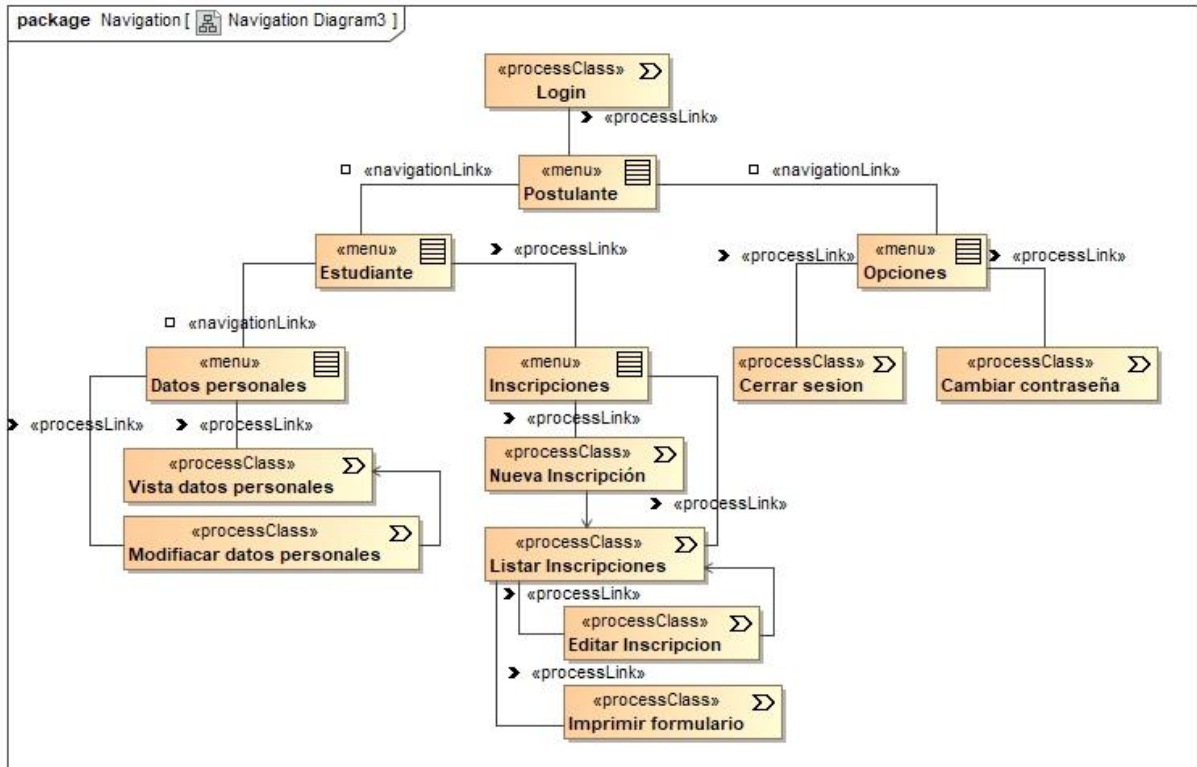 package Navigation [ Navigation Diagram3 ]
«processClass»
Login
«processLink»
«navigationLink»
«menu»
Postulante
«navigationLink»
«menu»
Estudiante
«processLink»
«processLink»
«menu»
Opciones
«processLink»
«navigationLink»
«menu»
Datos personales
«menu»
Inscripciones
«processClass»
Cerrar sesion
«processClass»
Cambiar contraseña
«processLink»
«processLink»
«processLink»
«processClass»
Vista datos personales
«processClass»
Nueva Inscripción
«processLink»
«processClass»
Modifiacar datos personales
«processClass»
Listar Inscripciones
«processLink»
«processClass»
Editar Inscripcion
«processLink»
«processClass»
Imprimir formulario